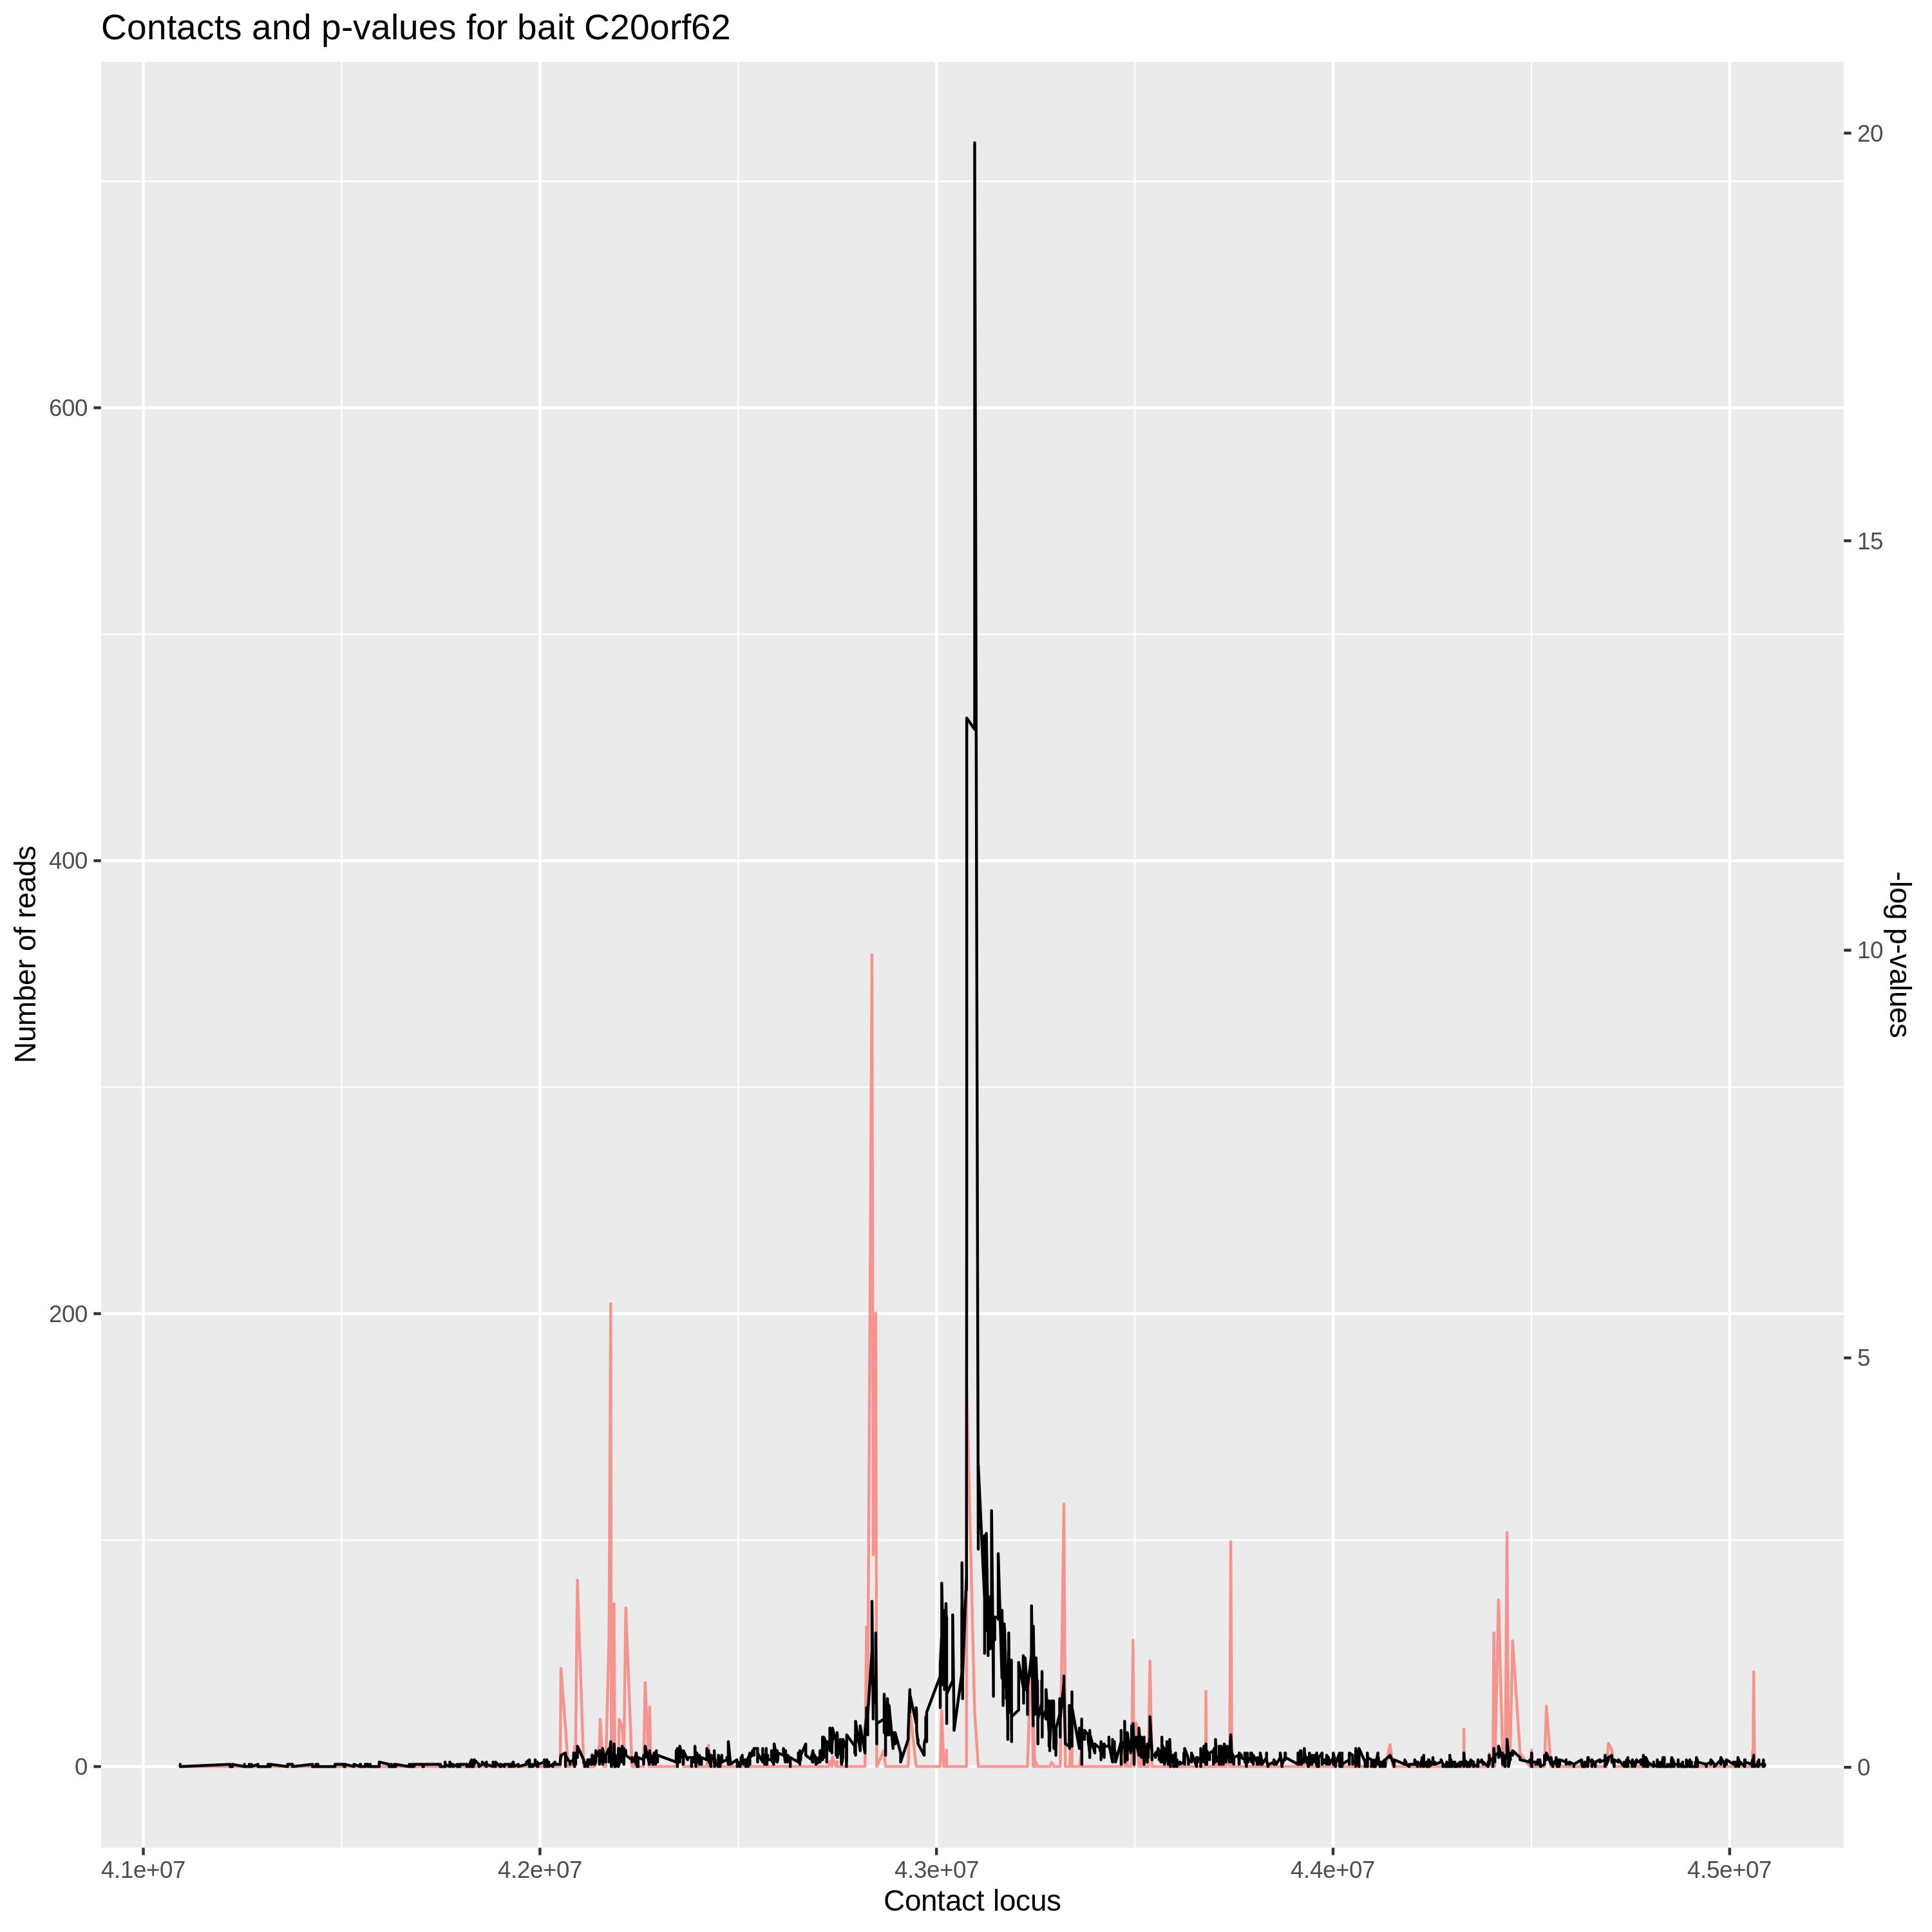 Contacts and p-values for bait C20orf62
Number of reads
600
400
200
0
20
15
10
5
0
-log p-values
4.1e+07 4.2e+07 4.3e+07 4.4e+07 4.5e+07
Contact locus